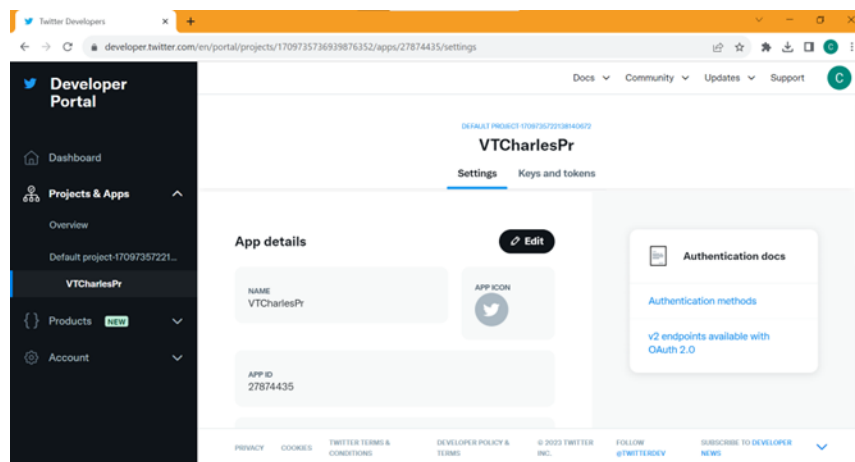 Twitter Developers
developer.twitter.com/en/portal/projects/1709735736939876352/apps/27874435/settings
Developer
Portal
Docs
Community
Updates
Support
C
DEFAULT PROJECT-1709735722138140672
VTCharlesPr
Settings
Keys and tokens
Dashboard
Projects & Apps
Overview
Default project-17097357221...
VTCharlesPr
Products NEW
Account
App details
Edit
NAME
VTCharlesPr
APP ICON
APP ID
27874435
Authentication docs
Authentication methods
v2 endpoints available with
OAuth 2.0
PRIVACY
COOKIES
TWITTER TERMS &
CONDITIONS
DEVELOPER POLICY &
TERMS
© 2023 TWITTER
INC.
FOLLOW
@TWITTERDEV
SUBSCRIBE TO DEVELOPER
NEWS